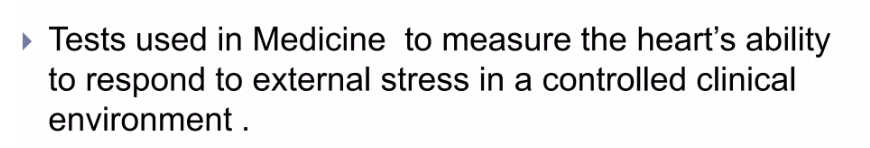 Tests used in Medicine  to measure the heart's ability
to respond to external stress in a controlled clinical
environment .